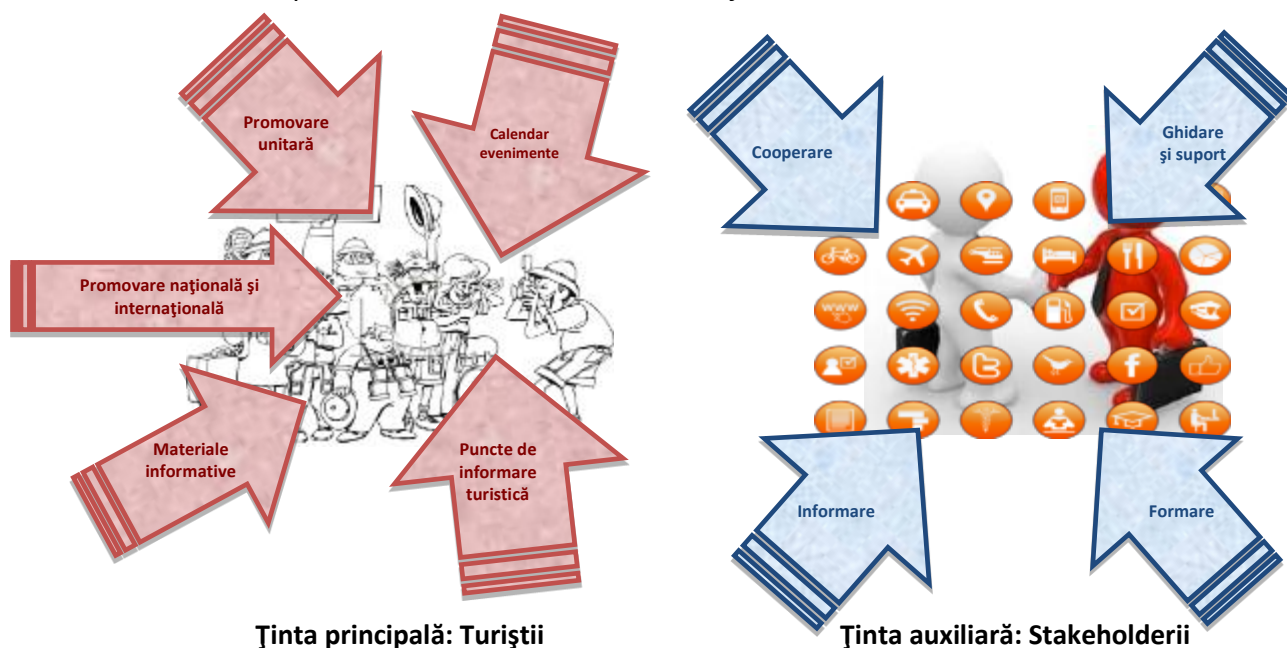 Promovare
unitară
Calendar
evenimente
Promovare naţională şi
internaţională
Materiale
informative
Puncte de
informare
turistică
Ţinta principală: Turiştii
Cooperare
Ghidare
şi suport
www
Informare
Formare
Ţinta auxiliară: Stakeholderii